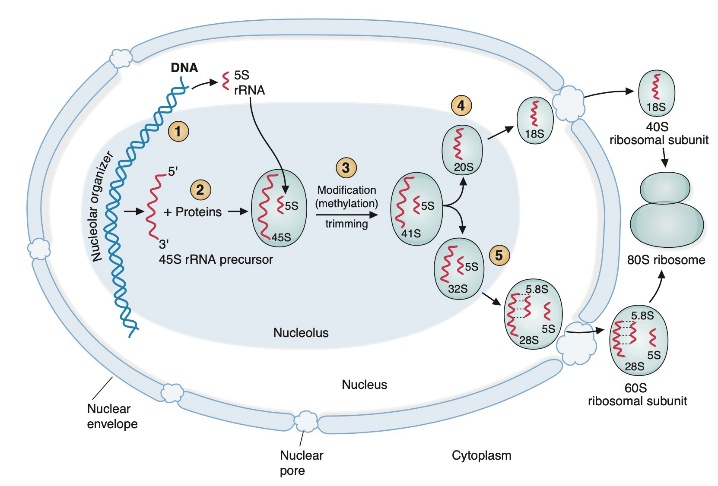 DNA
5S
rRNA
1
Nucleolar organizer
5'
2
+ Proteins
3'
45S rRNA precursor
5S
45S
3
Modification
(methylation)
trimming
5S
41S
4
20S
18S
18S
40S
ribosomal subunit
80S ribosome
5
5S
32S
5.8S
5S
28S
5.8S
5S
28S
60S
ribosomal subunit
Nucleolus
Nucleus
Nuclear
envelope
Nuclear
pore
Cytoplasm